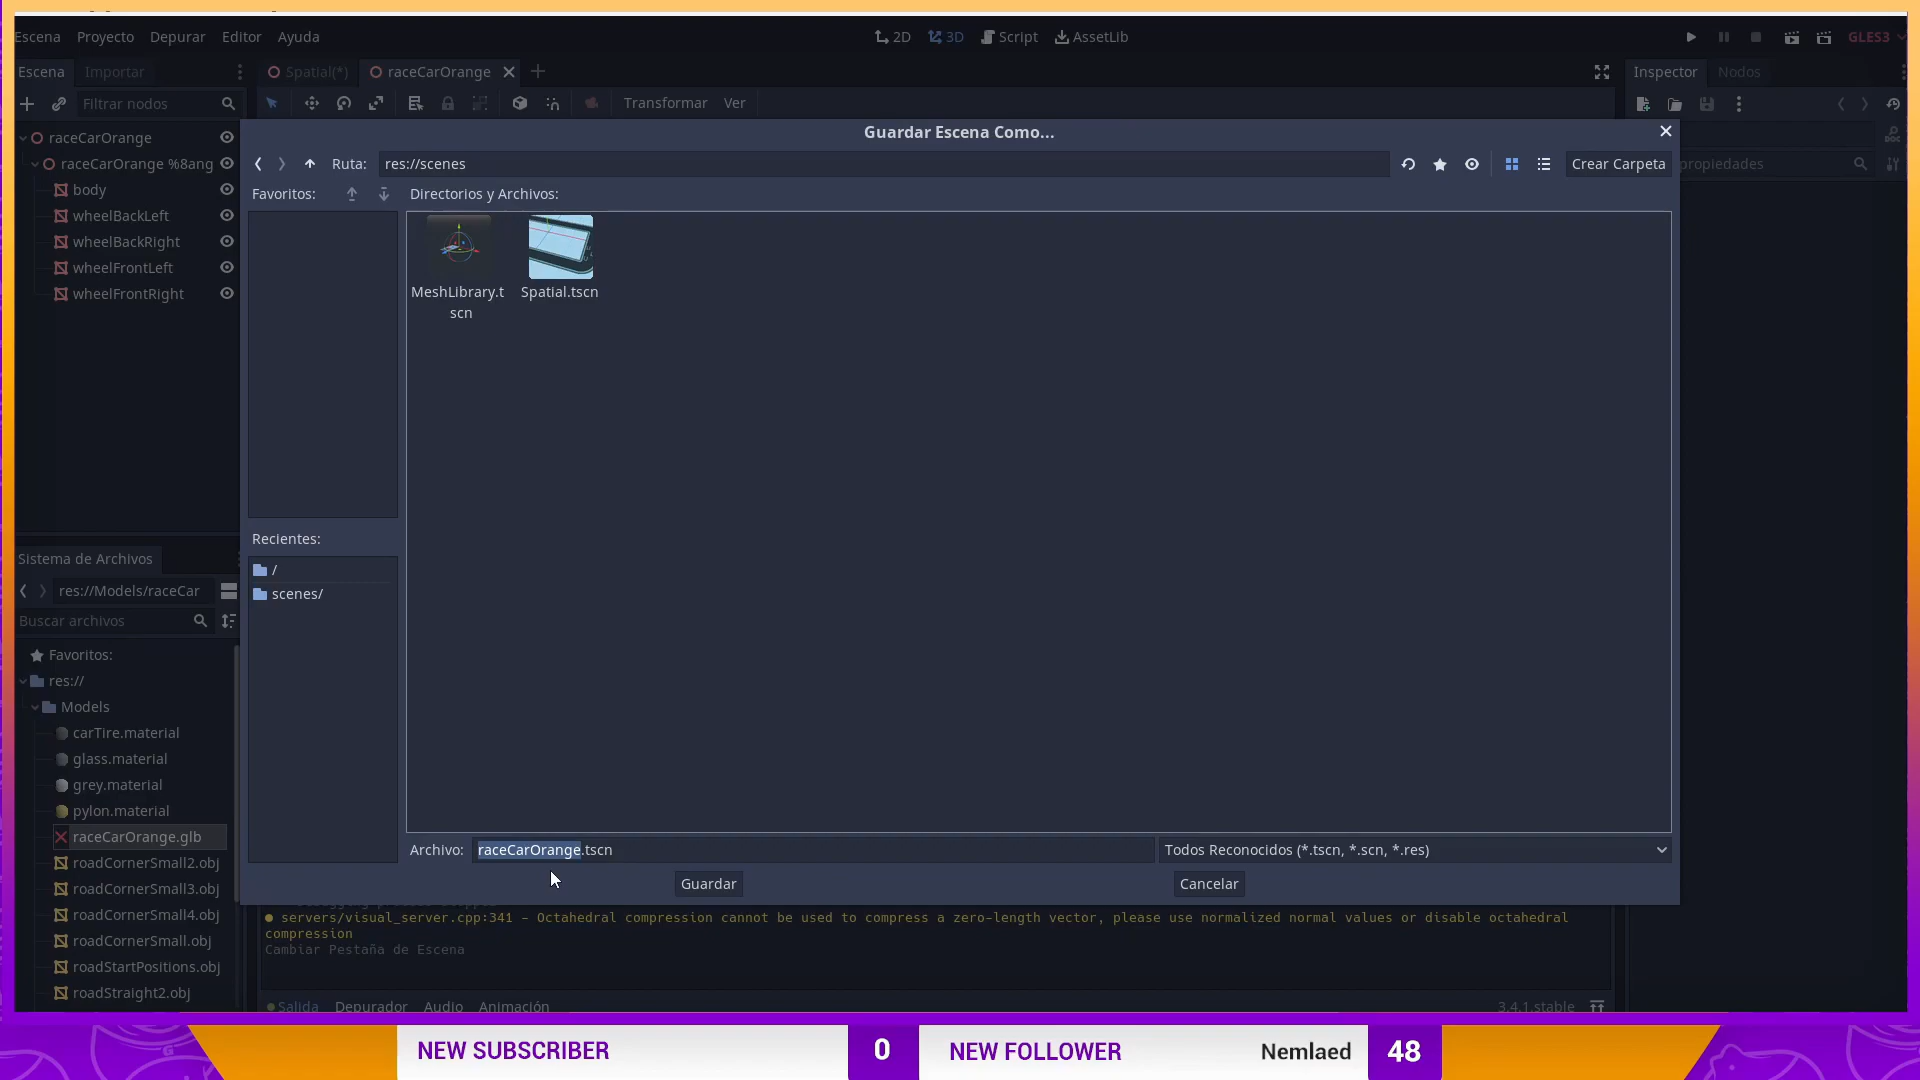 Escena Proyecto Depurar Editor Ayuda
2D 3D Script AssetLib
GLES3
Escena Importar
Spatial(*) raceCarOrange
Inspector Nodos
Filtrar nodos
Transformar Ver
Guardar Escena Como...
raceCarOrange
raceCarOrange %8ang
body
wheelBackLeft
wheelBackRight
wheelFrontLeft
wheelFrontRight
Ruta: res://scenes
Crear Carpeta
propiedades
Favoritos:
Directorios y Archivos:
MeshLibrary.t
scn
Spatial.tscn
Recientes:
/
scenes/
Sistema de Archivos
res://Models/raceCar
Buscar archivos
Favoritos:
res://
Models
carTire.material
glass.material
grey.material
pylon.material
raceCarOrange.glb
roadCornerSmall2.obj
roadCornerSmall3.obj
roadCornerSmall4.obj
roadCornerSmall.obj
roadStartPositions.obj
roadStraight2.obj
Archivo: raceCarOrange.tscn
Todos Reconocidos (*.tscn, *.scn, *.res)
Guardar
Cancelar
servers/visual_server.cpp:341 - Octahedral compression cannot be used to compress a zero-length vector, please use normalized normal values or disable octahedral
compression
Cambiar Pestaña de Escena
Salida Depurador Audio Animación
3.4.1.stable
NEW SUBSCRIBER 0 NEW FOLLOWER Nemlaed 48